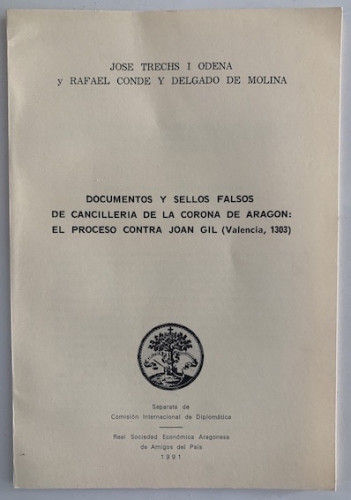 JOSE TRECHS I ODENA
y RAFAEL CONDE Y DELGADO DE MOLINA
DOCUMENTOS Y SELLOS FALSOS
DE CANCILLERIA DE LA CORONA DE ARAGON:
EL PROCESO CONTRA JOAN GIL (Valencia, 1303)
Separata de
Comisión Internacional de Diplomática
Real Sociedad Económica Aragonesa
de Amigos del País
1991